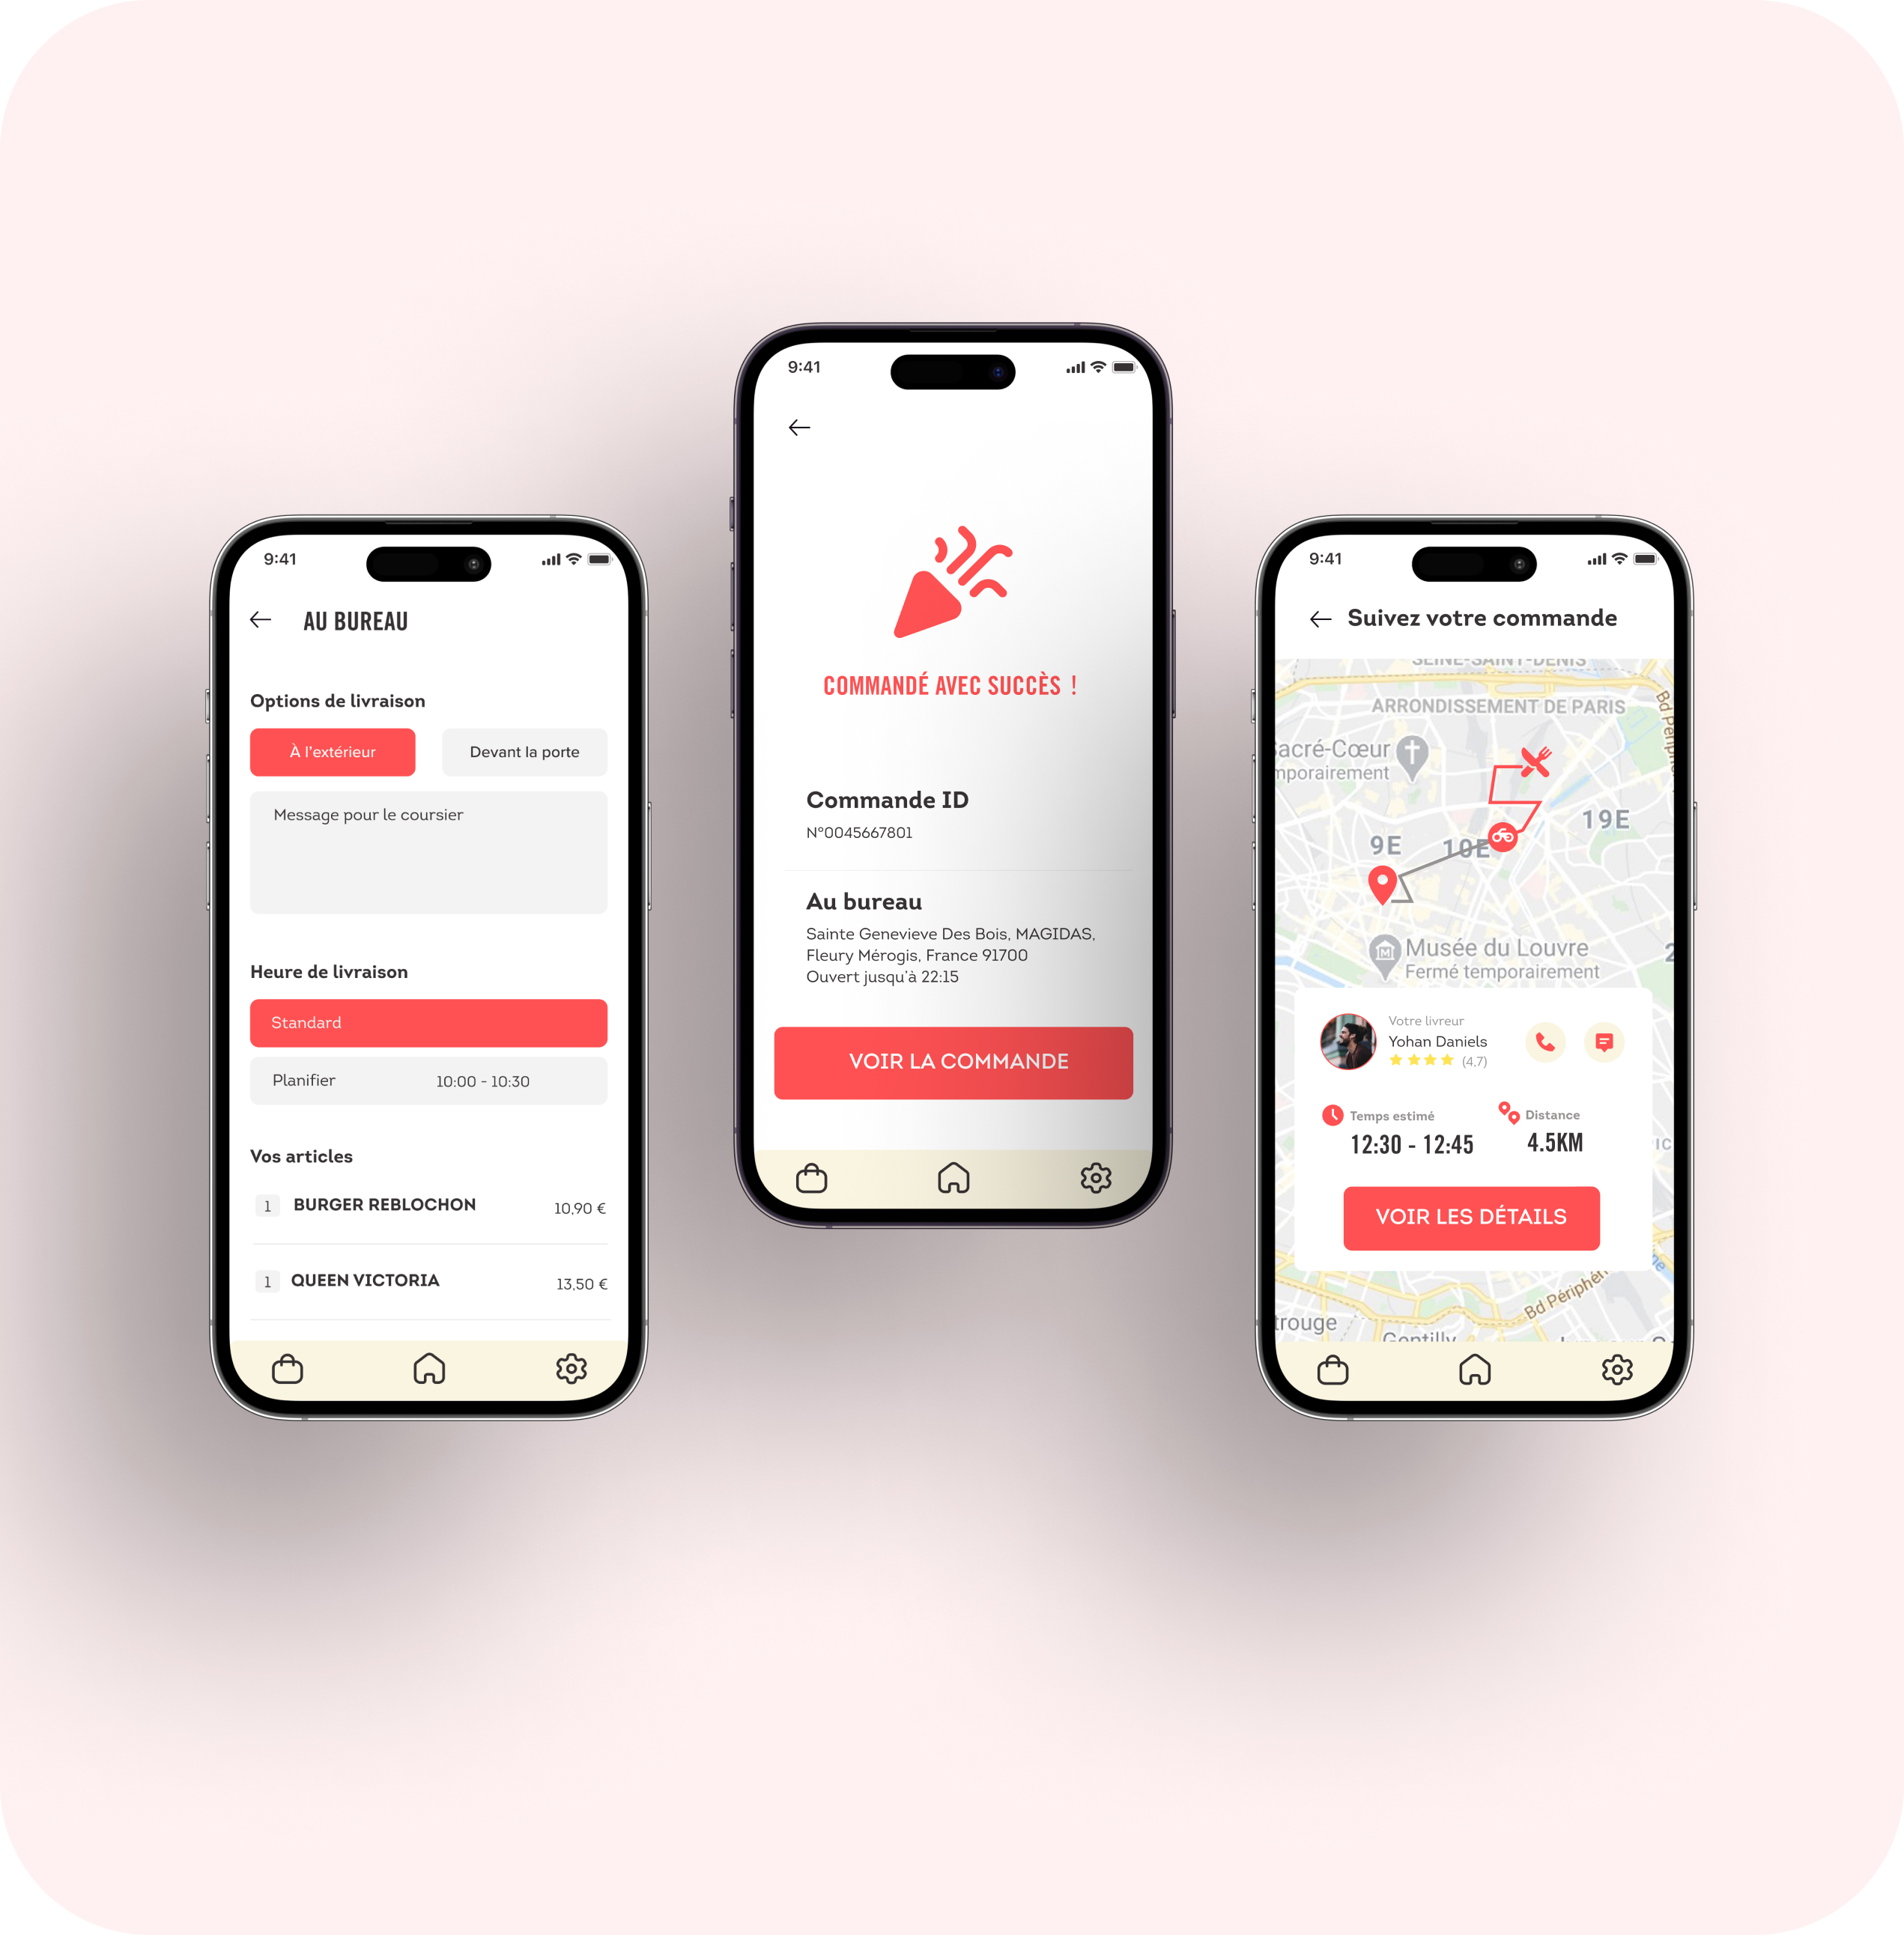 9:41
AU BUREAU
Options de livraison
À l'extérieur
Devant la porte
Message pour le coursier
Heure de livraison
Standard
Planifier 10:00 - 10:30
Vos articles
1 BURGER REBLOCHON 10,90 €
1 QUEEN VICTORIA 13,50 €
9:41
COMMANDÉ AVEC SUCCÈS !
Commande ID
N°0045667801
Au bureau
Sainte Genevieve Des Bois, MAGIDAS,
Fleury Mérogis, France 91700
Ouvert jusqu'à 22:15
VOIR LA COMMANDE
9:41
Suivez votre commande
SEINE-SAINT-DENIS
ARRONDISSEMENT DE PARIS
Bd Périph
acré-Cœur
mporairement
19E
9E
10E
Musée du Louvre
Fermé temporairement
2
Votre livreur
Yohan Daniels
(4,7)
Temps estimé
12:30 - 12:45
Distance
4.5KM
VOIR LES DÉTAILS
Bd Périphér
trouge
Gentilly